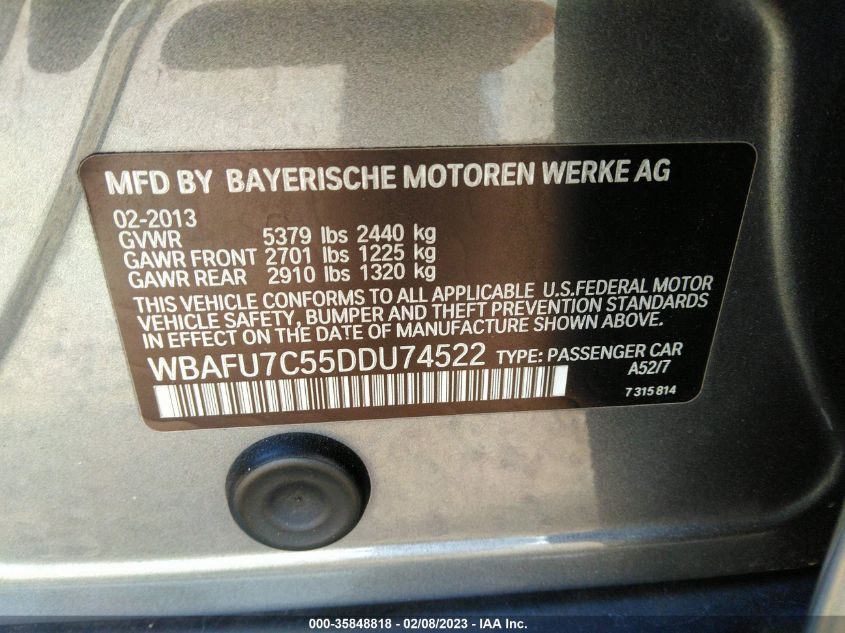 MFD BY BAYERISCHE MOTOREN WERKE AG
02-2013
GVWR 5379 lbs 2440 kg
GAWR FRONT 2701 lbs 1225 kg
GAWR REAR 2910 lbs 1320 kg
THIS VEHICLE CONFORMS TO ALL APPLICABLE U.S.FEDERAL MOTOR
VEHICLE SAFETY, BUMPER AND THEFT PREVENTION STANDARDS
IN EFFECT ON THE DATE OF MANUFACTURE SHOWN ABOVE.
WBAFU7C55DDU74522 TYPE: PASSENGER CAR
A52/7
7 315 814
000-35848818 - 02/08/2023 - IAA Inc.